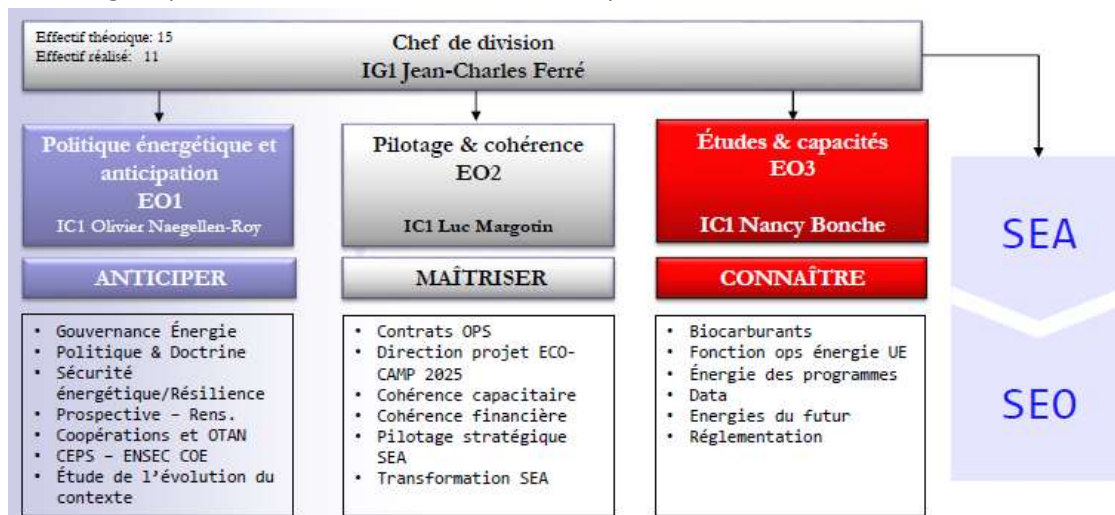 Effectif théorique: 15
Effectif réalisé: 11
Chef de division
IG1 Jean-Charles Ferré
Politique énergétique et
anticipation
EO1
IC1 Olivier Naegellen-Roy
ANTICIPER
• Gouvernance Énergie
• Politique & Doctrine
• Sécurité
énergétique/Résilience
• Prospective – Rens.
• Coopérations et OTAN
• CEPS – ENSEC COE
• Étude de l'évolution du
contexte
Pilotage & cohérence
EO2
IC1 Luc Margotin
MAÎTRISER
• Contrats OPS
• Direction projet ECO-
CAMP 2025
• Cohérence capacitaire
• Cohérence financière
• Pilotage stratégique
SEA
• Transformation SEA
Études & capacités
EO3
IC1 Nancy Bonche
CONNAÎTRE
• Biocarburants
• Fonction ops énergie UE
• Énergie des programmes
• Data
• Energies du futur
• Réglementation
SEA
SEO